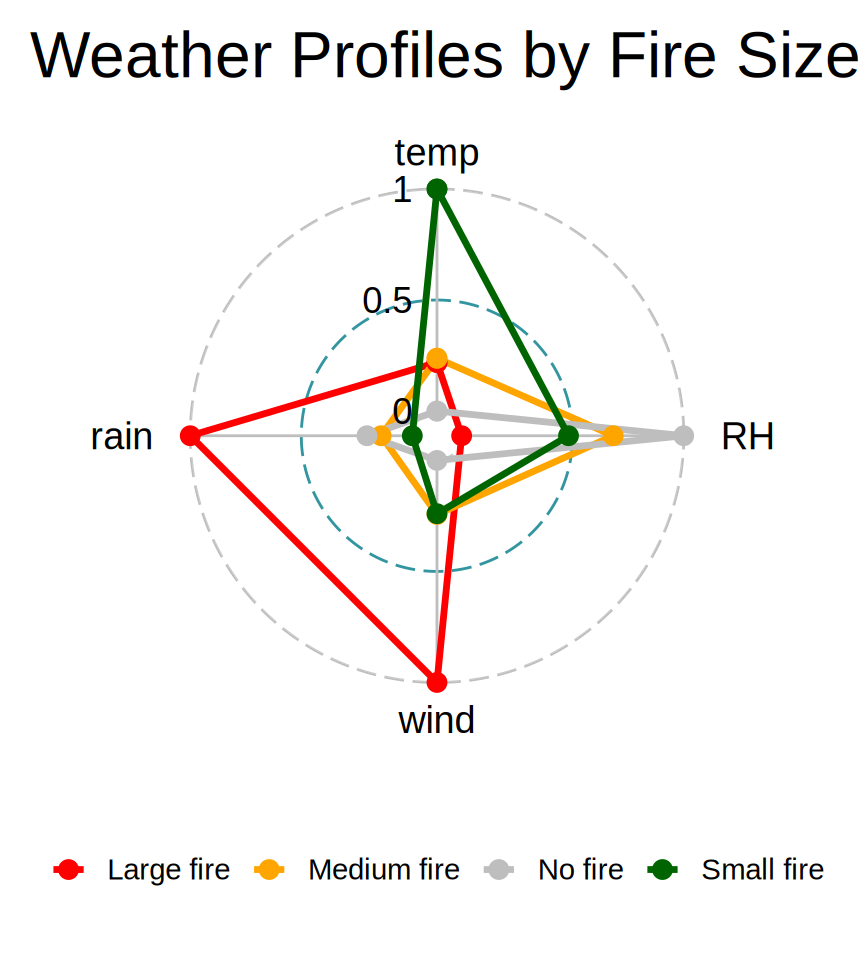 Weather Profiles by Fire Size
temp
1
0.5
0
rain
RH
wind
Large fire Medium fire No fire Small fire